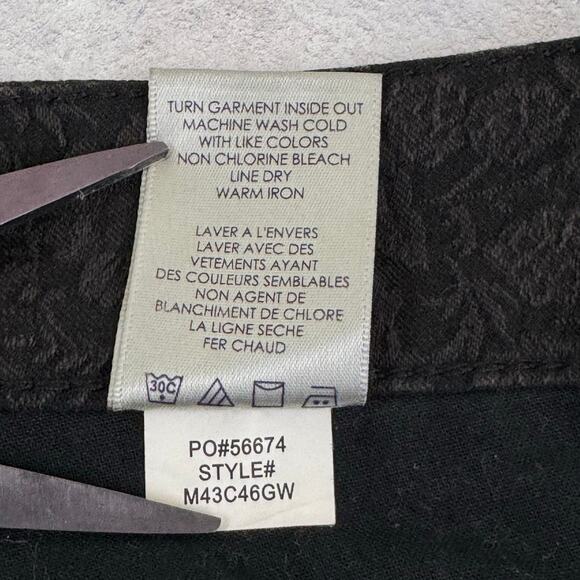 TURN GARMENT INSIDE OUT
MACHINE WASH COLD
WITH LIKE COLORS
NON CHLORINE BLEACH
LINE DRY
WARM IRON
LAVER A L'ENVERS
LAVER AVEC DES
VETEMENTS AYANT
DES COULEURS SEMBLABLES
NON AGENT DE
BLANCHIMENT DE CHLORE
LA LIGNE SECHE
FER CHAUD
30C
PO#56674
STYLE#
M43C46GW